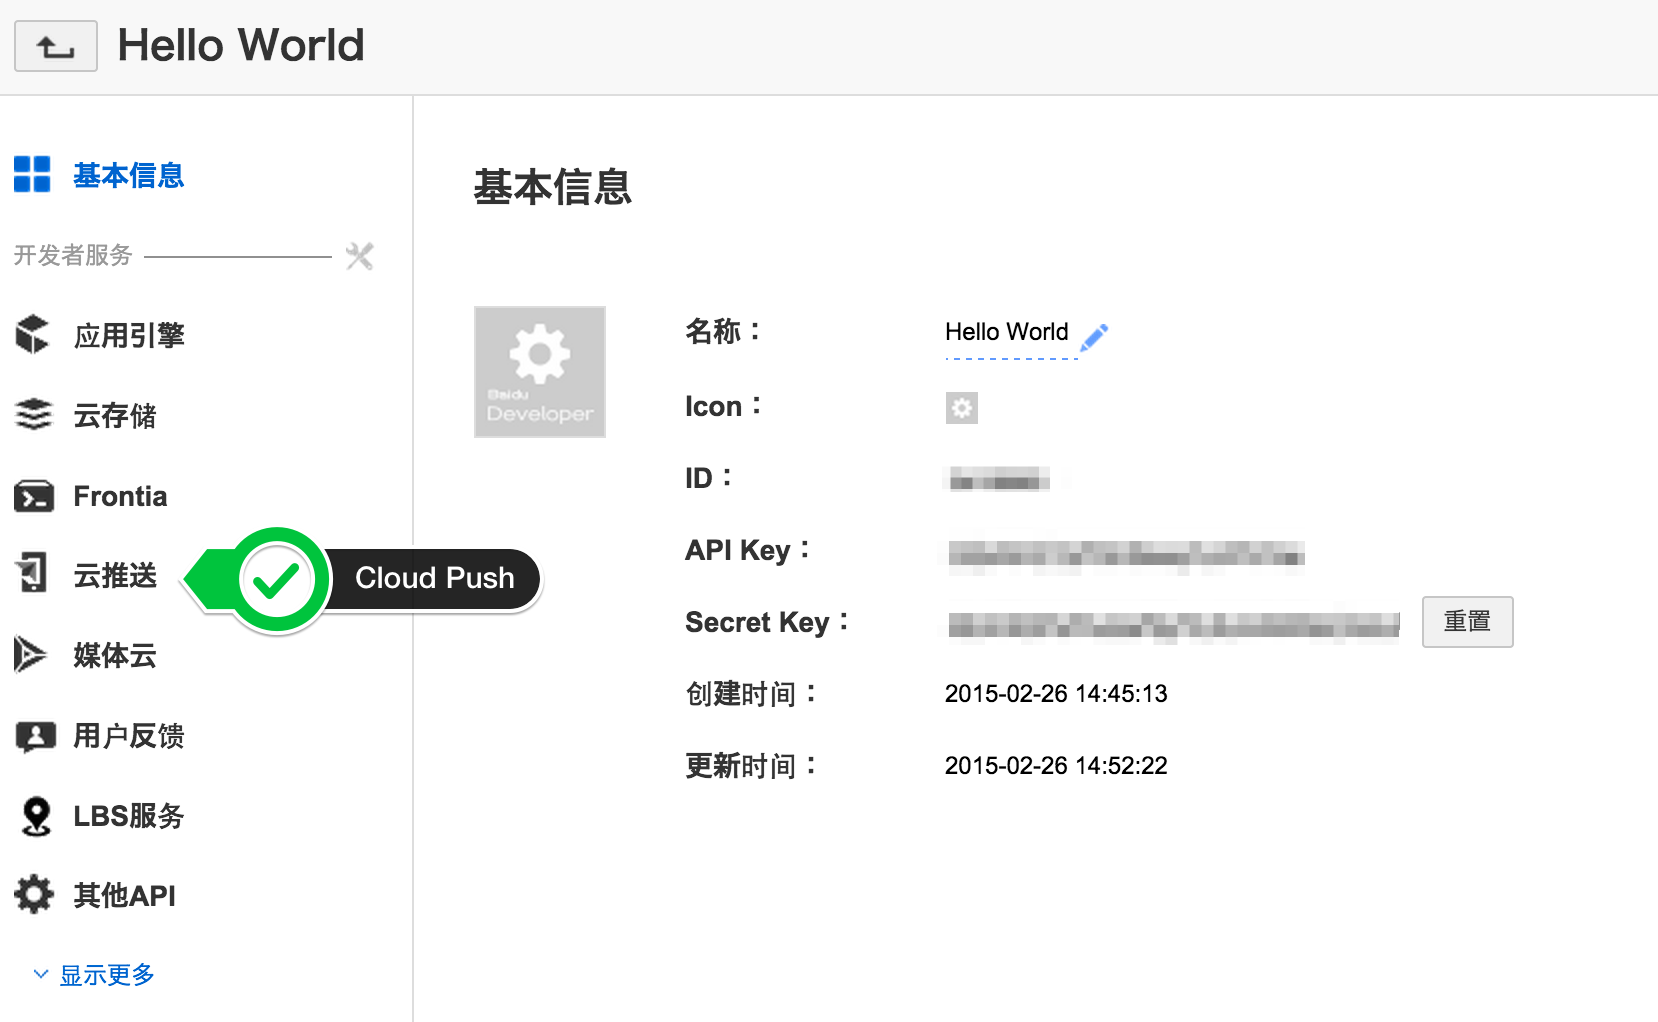 Hello World
基本信息
开发者服务
应用引擎
云存储
Frontia
云推送
Cloud Push
媒体云
用户反馈
LBS服务
其他API
显示更多
基本信息
Baidu
Developer
名称：
Hello World
Icon：
ID：
API Key：
Secret Key：
重置
创建时间：
2015-02-26 14:45:13
更新时间：
2015-02-26 14:52:22